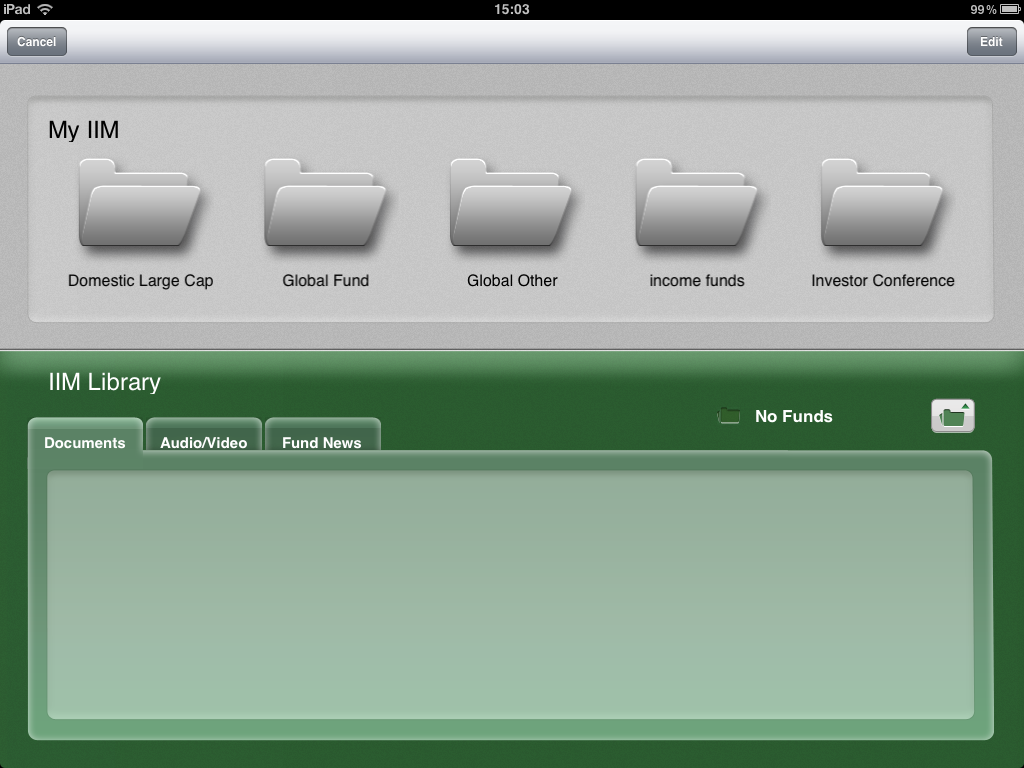 iPad 15:03 99%
Cancel Edit
My IIM
Domestic Large Cap Global Fund Global Other income funds Investor Conference
IIM Library
No Funds
Documents Audio/Video Fund News